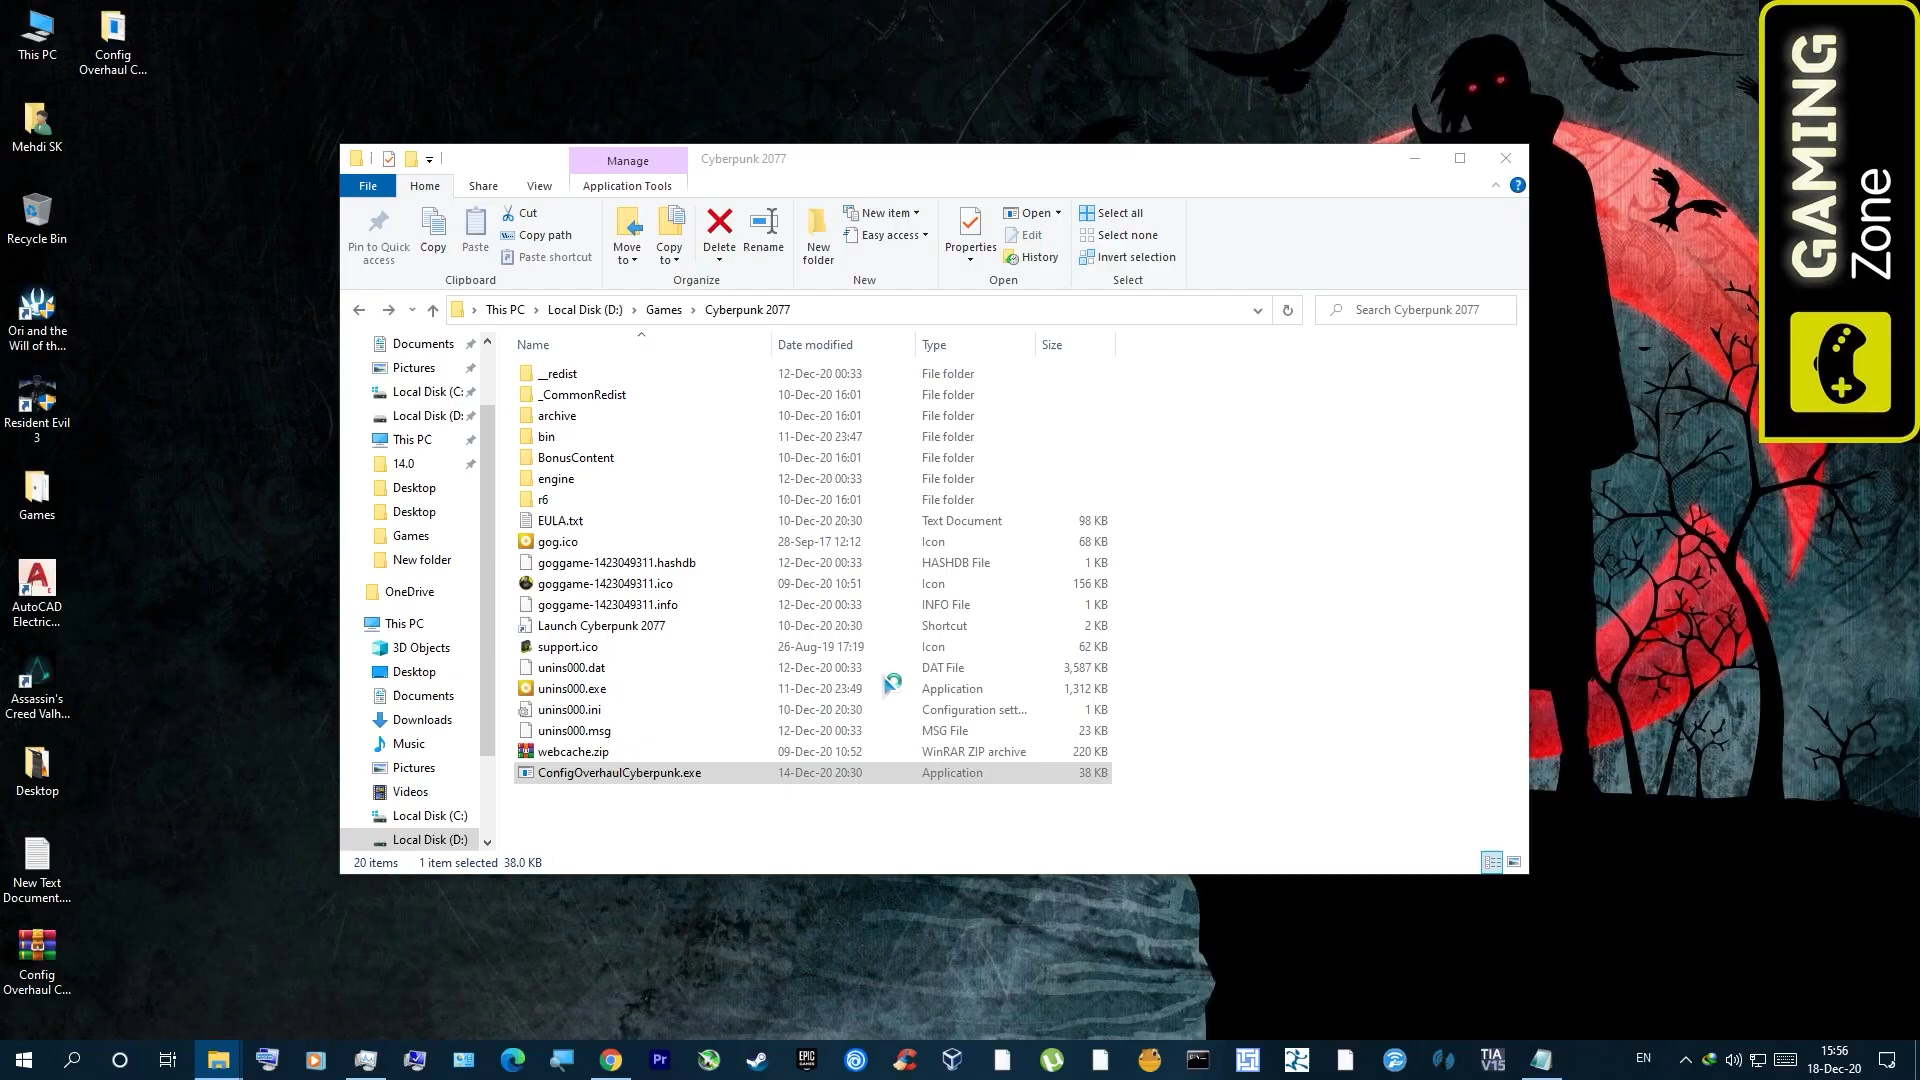 This PC
Config
Overhaul C...
Mehdi SK
Recycle Bin
Ori and the
Will of th...
Resident Evil
3
Games
AutoCAD
Electric...
Assassin's
Creed Valh...
Desktop
New Text
Document....
Config
Overhaul C...
Manage
Cyberpunk 2077
File
Home
Share
View
Application Tools
Pin to Quick
access
Copy
Paste
Cut
Copy path
Paste shortcut
Clipboard
Move
to
Copy
to
Delete
Rename
Organize
New
folder
New item
Easy access
New
Properties
Open
Edit
History
Open
Select all
Select none
Invert selection
Select
This PC
Local Disk (D:)
Games
Cyberpunk 2077
Search Cyberpunk 2077
Documents
Pictures
Local Disk (C:
Local Disk (D:
This PC
14.0
Desktop
Desktop
Games
New folder
OneDrive
This PC
3D Objects
Desktop
Documents
Downloads
Music
Pictures
Videos
Local Disk (C:)
Local Disk (D:)
Name Date modified Type Size
__redist 12-Dec-20 00:33 File folder
_CommonRedist 10-Dec-20 16:01 File folder
archive 10-Dec-20 16:01 File folder
bin 11-Dec-20 23:47 File folder
BonusContent 10-Dec-20 16:01 File folder
engine 12-Dec-20 00:33 File folder
r6 10-Dec-20 16:01 File folder
EULA.txt 10-Dec-20 20:30 Text Document 98 KB
gog.ico 28-Sep-17 12:12 Icon 68 KB
goggame-1423049311.hashdb 12-Dec-20 00:33 HASHDB File 1 KB
goggame-1423049311.ico 09-Dec-20 10:51 Icon 156 KB
goggame-1423049311.info 12-Dec-20 00:33 INFO File 1 KB
Launch Cyberpunk 2077 10-Dec-20 20:30 Shortcut 2 KB
support.ico 26-Aug-19 17:19 Icon 62 KB
unins000.dat 12-Dec-20 00:33 DAT File 3,587 KB
unins000.exe 11-Dec-20 23:49 Application 1,312 KB
unins000.ini 10-Dec-20 20:30 Configuration sett... 1 KB
unins000.msg 12-Dec-20 00:33 MSG File 23 KB
webcache.zip 09-Dec-20 10:52 WinRAR ZIP archive 220 KB
ConfigOverhaulCyberpunk.exe 14-Dec-20 20:30 Application 38 KB
20 items 1 item selected 38.0 KB
GAMING
Zone
Pr
EPIC
GAMES
TIA
V15
EN
15:56
18-Dec-20